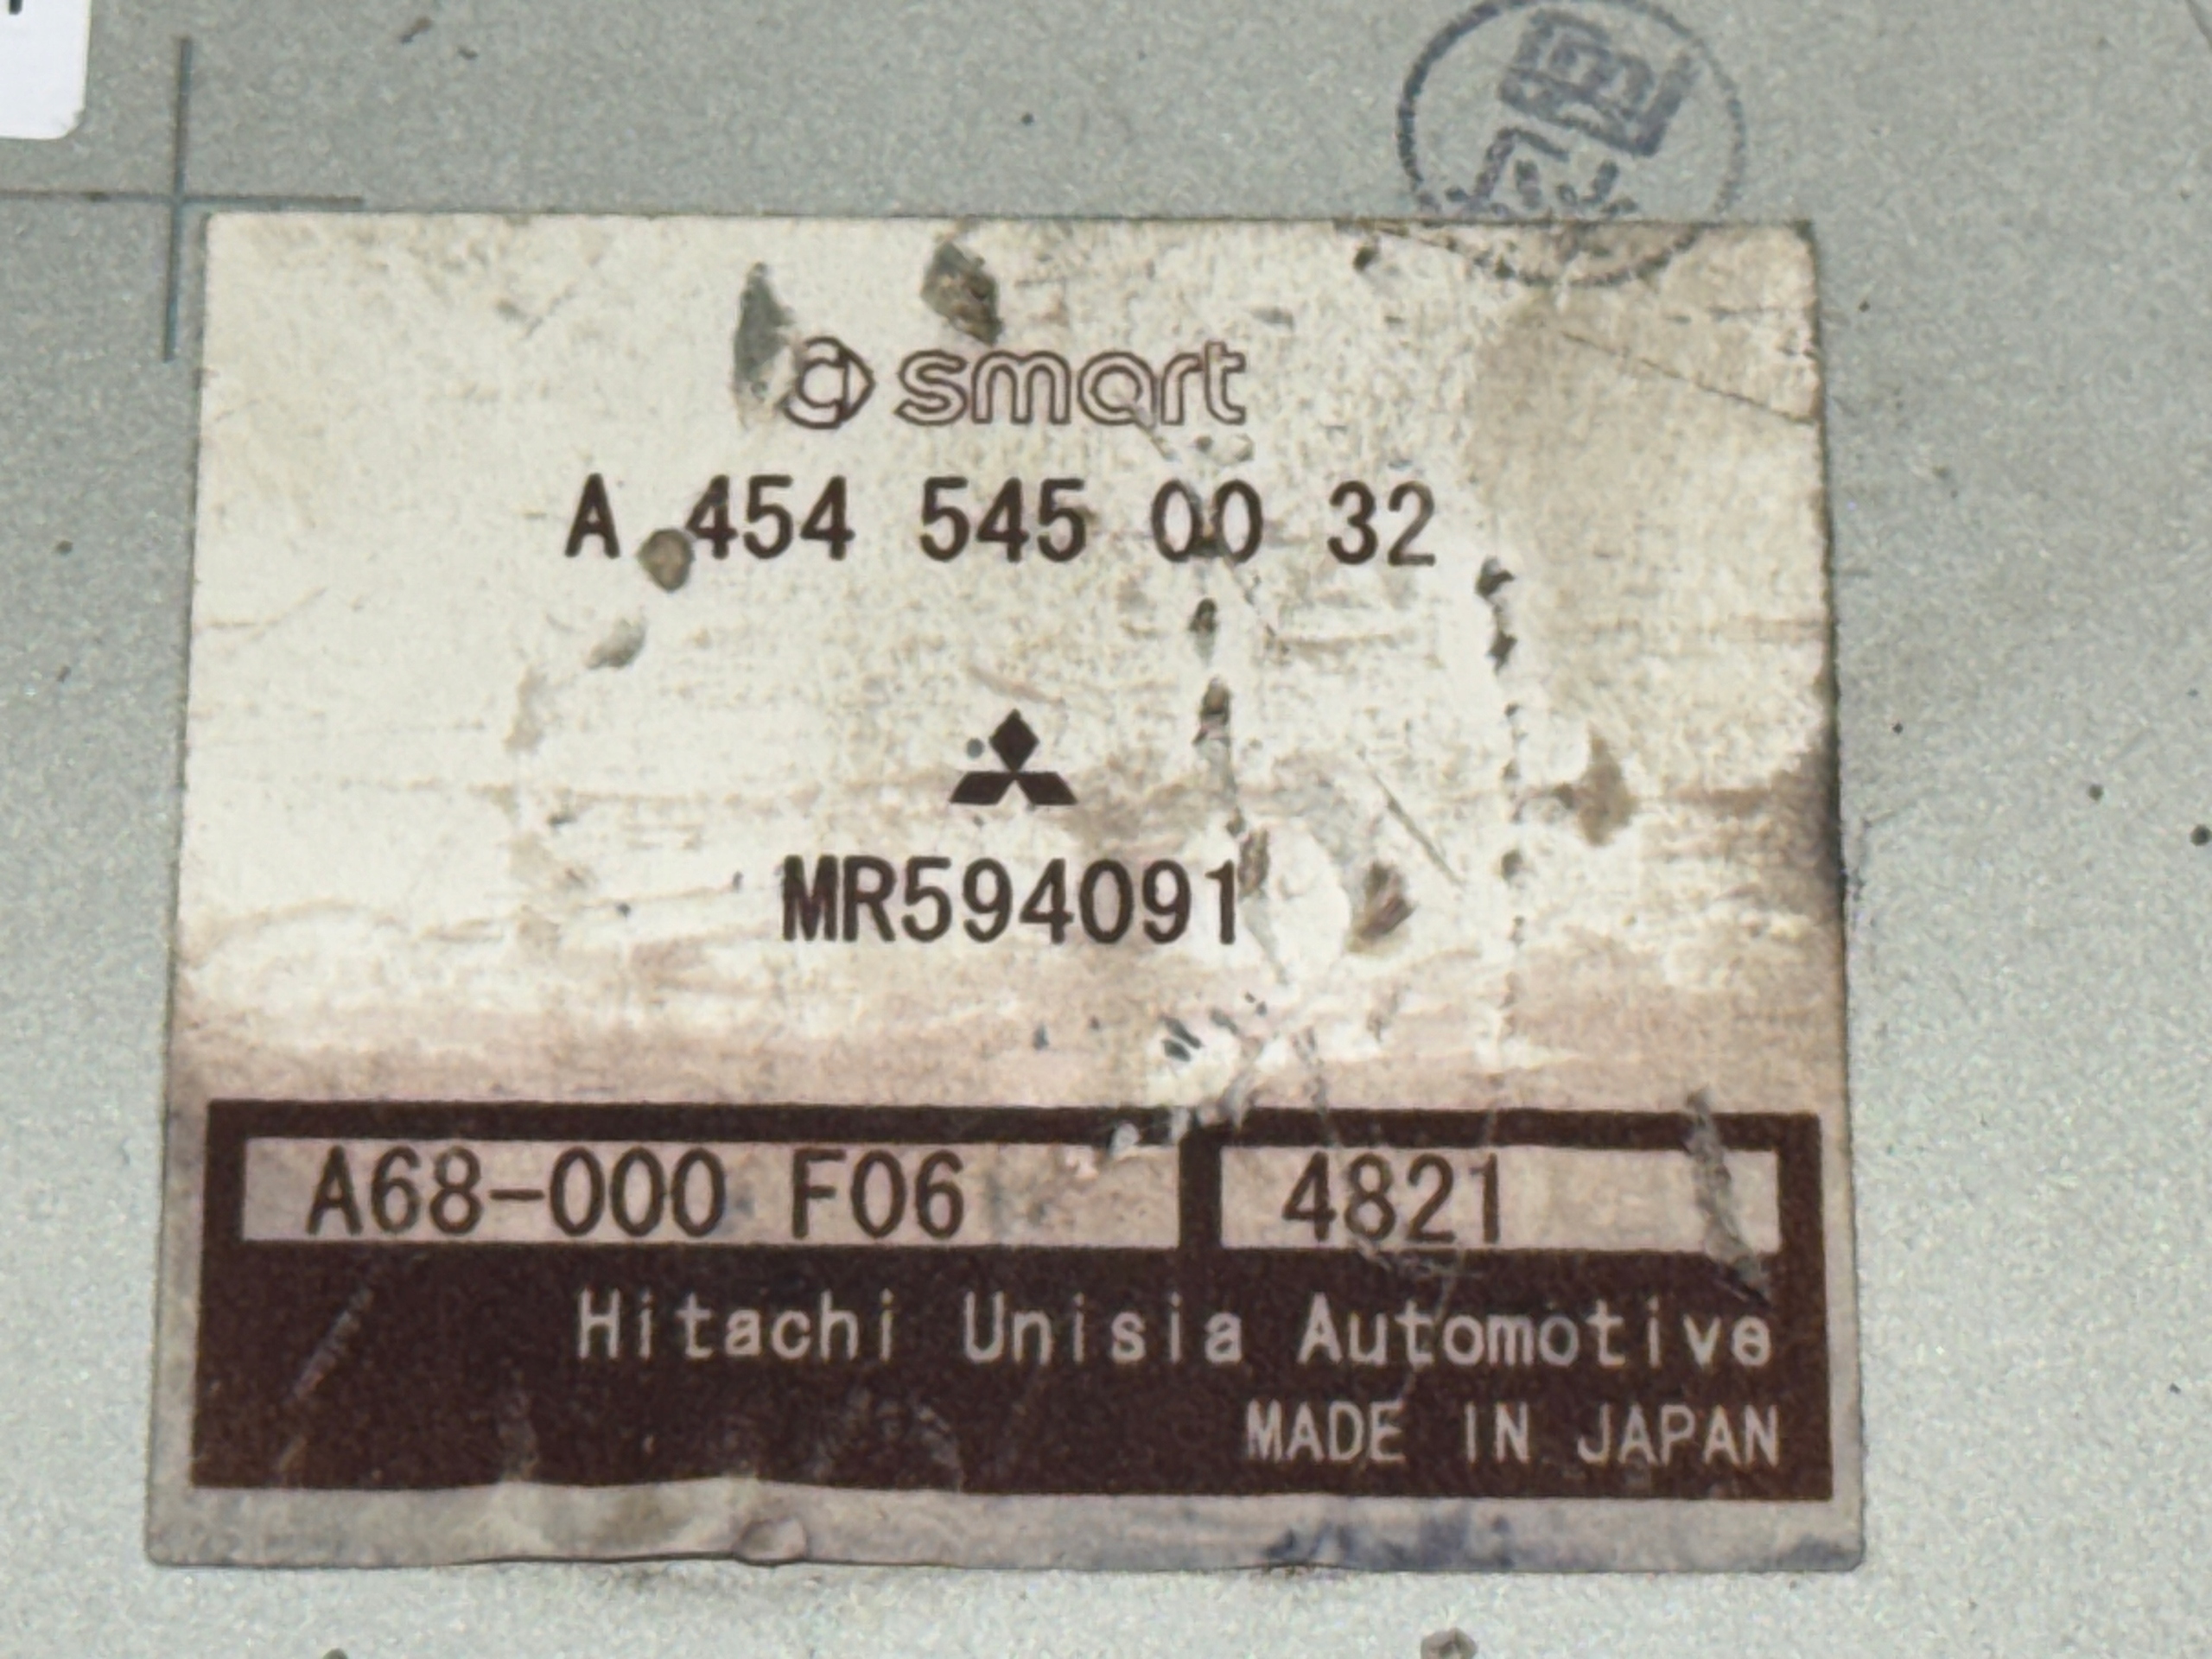 smart
A 454 545 00 32
MR594091
A68-000 F06 4821
Hitachi Unisia Automotive
MADE IN JAPAN